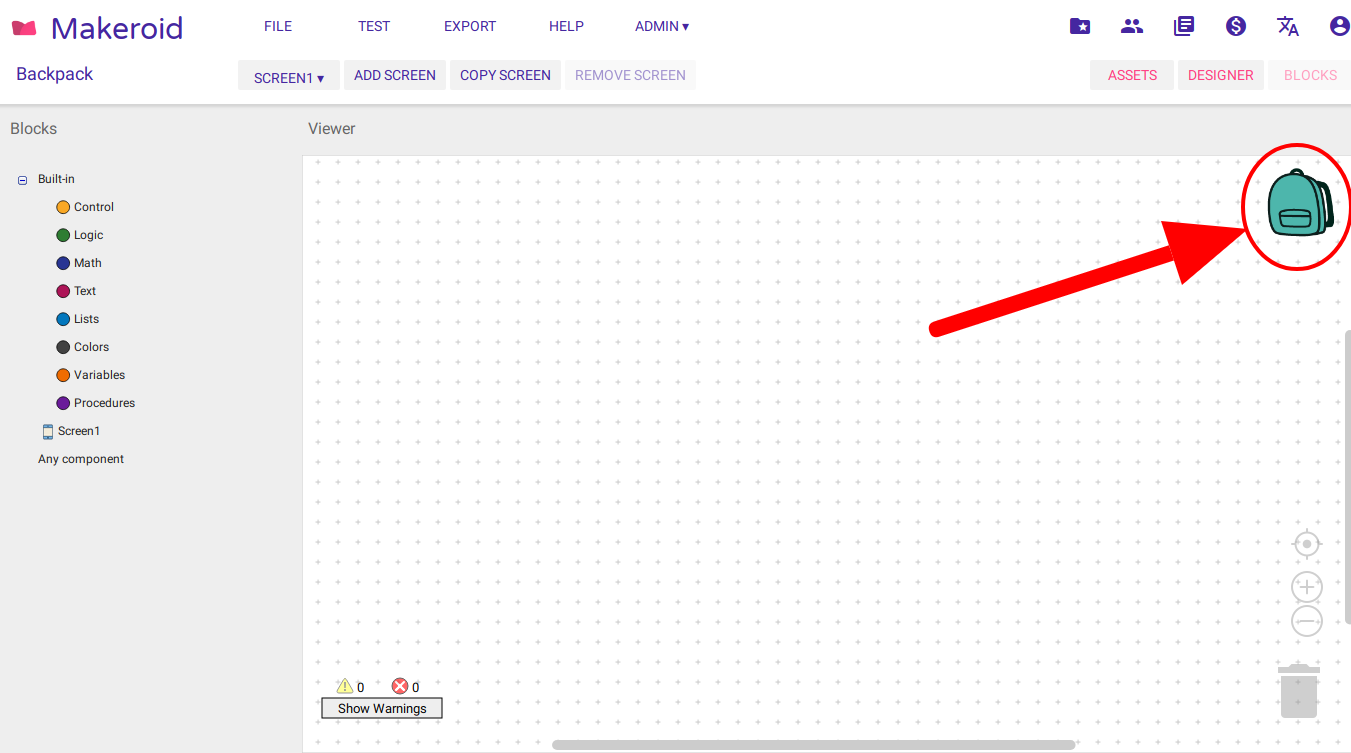 Makeroid
FILE
TEST
EXPORT
HELP
ADMIN ▾
Backpack
SCREEN1 ▾
ADD SCREEN
COPY SCREEN
REMOVE SCREEN
ASSETS
DESIGNER
BLOCKS
Blocks
Viewer
Built-in
Control
Logic
Math
Text
Lists
Colors
Variables
Procedures
Screen1
Any component
0
0
Show Warnings